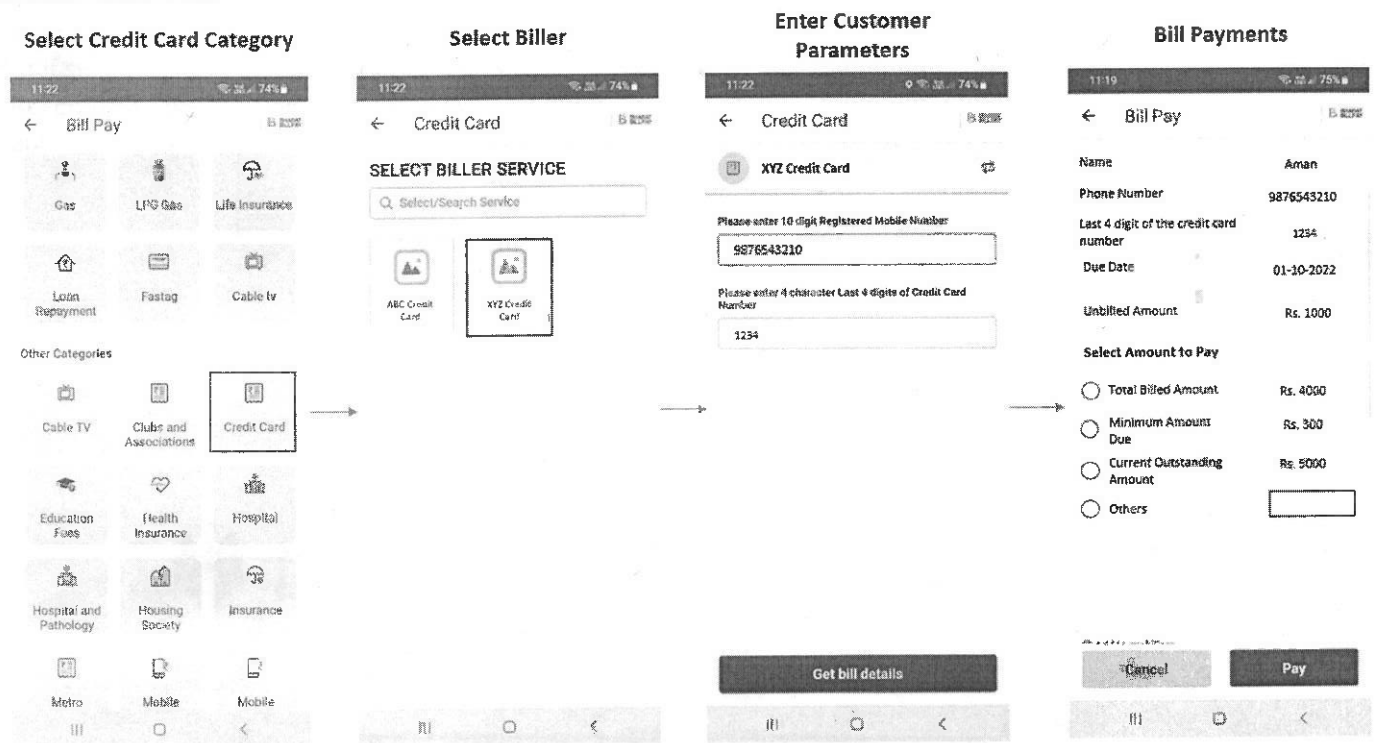 Select Credit Card Category
11:22
74%
← Bill Pay
Gas
LPG Gas
Life Insurance
Loan
Repayment
Fastag
Cable tv
Other Categories
Cable TV
Clubs and
Associations
Credit Card
Education
Fees
Health
Insurance
Hospital
Hospital and
Pathology
Housing
Society
Insurance
Metro
Mobile
Mobile
Select Biller
11:22
74%
← Credit Card
SELECT BILLER SERVICE
Select/Search Service
ABC Credit
Card
XYZ Credit
Card
Enter Customer
Parameters
11:22
74%
← Credit Card
XYZ Credit Card
Please enter 10 digit Registered Mobile Number
9876543210
Please enter 4 character Last 4 digits of Credit Card
Number
1234
Get bill details
Bill Payments
11:19
75%
← Bill Pay
Name Aman
Phone Number 9876543210
Last 4 digit of the credit card
number 1234
Due Date 01-10-2022
Unbilled Amount Rs. 1000
Select Amount to Pay
Total Billed Amount Rs. 4000
Minimum Amount
Due Rs. 300
Current Outstanding
Amount Rs. 5000
Others
Cancel
Pay